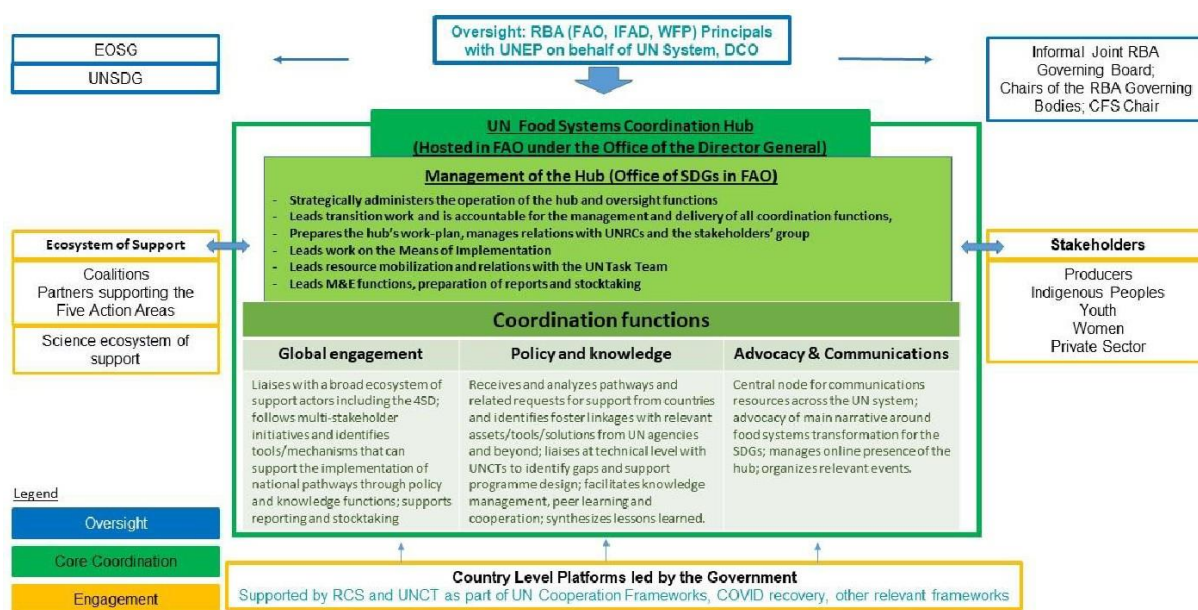 Oversight: RBA (FAO, IFAD, WFP) Principals
with UNEP on behalf of UN System, DCO
EOSG
UNSDG
Informal Joint RBA
Governing Board;
Chairs of the RBA Governing
Bodies; CFS Chair
UN Food Systems Coordination Hub
(Hosted in FAO under the Office of the Director General)
Management of the Hub (Office of SDGs in FAO)
- Strategically administers the operation of the hub and oversight functions
- Leads transition work and is accountable for the management and delivery of all coordination functions,
- Prepares the hub's work-plan, manages relations with UNRCs and the stakeholders' group
- Leads work on the Means of Implementation
- Leads resource mobilization and relations with the UN Task Team
- Leads M&E functions, preparation of reports and stocktaking
Ecosystem of Support
Coalitions
Partners supporting the
Five Action Areas
Science ecosystem of
support
Stakeholders
Producers
Indigenous Peoples
Youth
Women
Private Sector
Coordination functions
Global engagement
Liaises with a broad ecosystem of
support actors including the 4SD;
follows multi-stakeholder
initiatives and identifies
tools/mechanisms that can
support the implementation of
national pathways through policy
and knowledge functions; supports
reporting and stocktaking
Policy and knowledge
Receives and analyzes pathways and
related requests for support from countries
and identifies foster linkages with relevant
assets/tools/solutions from UN agencies
and beyond; liaises at technical level with
UNCTs to identify gaps and support
programme design; facilitates knowledge
management, peer learning and
cooperation; synthesizes lessons learned.
Advocacy & Communications
Central node for communications
resources across the UN system;
advocacy of main narrative around
food systems transformation for the
SDGs; manages online presence of the
hub; organizes relevant events.
Legend
Oversight
Core Coordination
Engagement
Country Level Platforms led by the Government
Supported by RCS and UNCT as part of UN Cooperation Frameworks, COVID recovery, other relevant frameworks